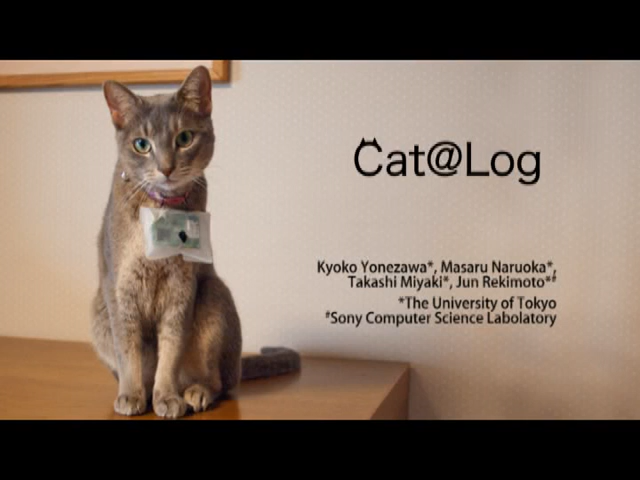 Cat@Log
Kyoko Yonezawa*, Masaru Naruoka*,
Takashi Miyaki*, Jun Rekimoto*#
*The University of Tokyo
#Sony Computer Science Labolatory